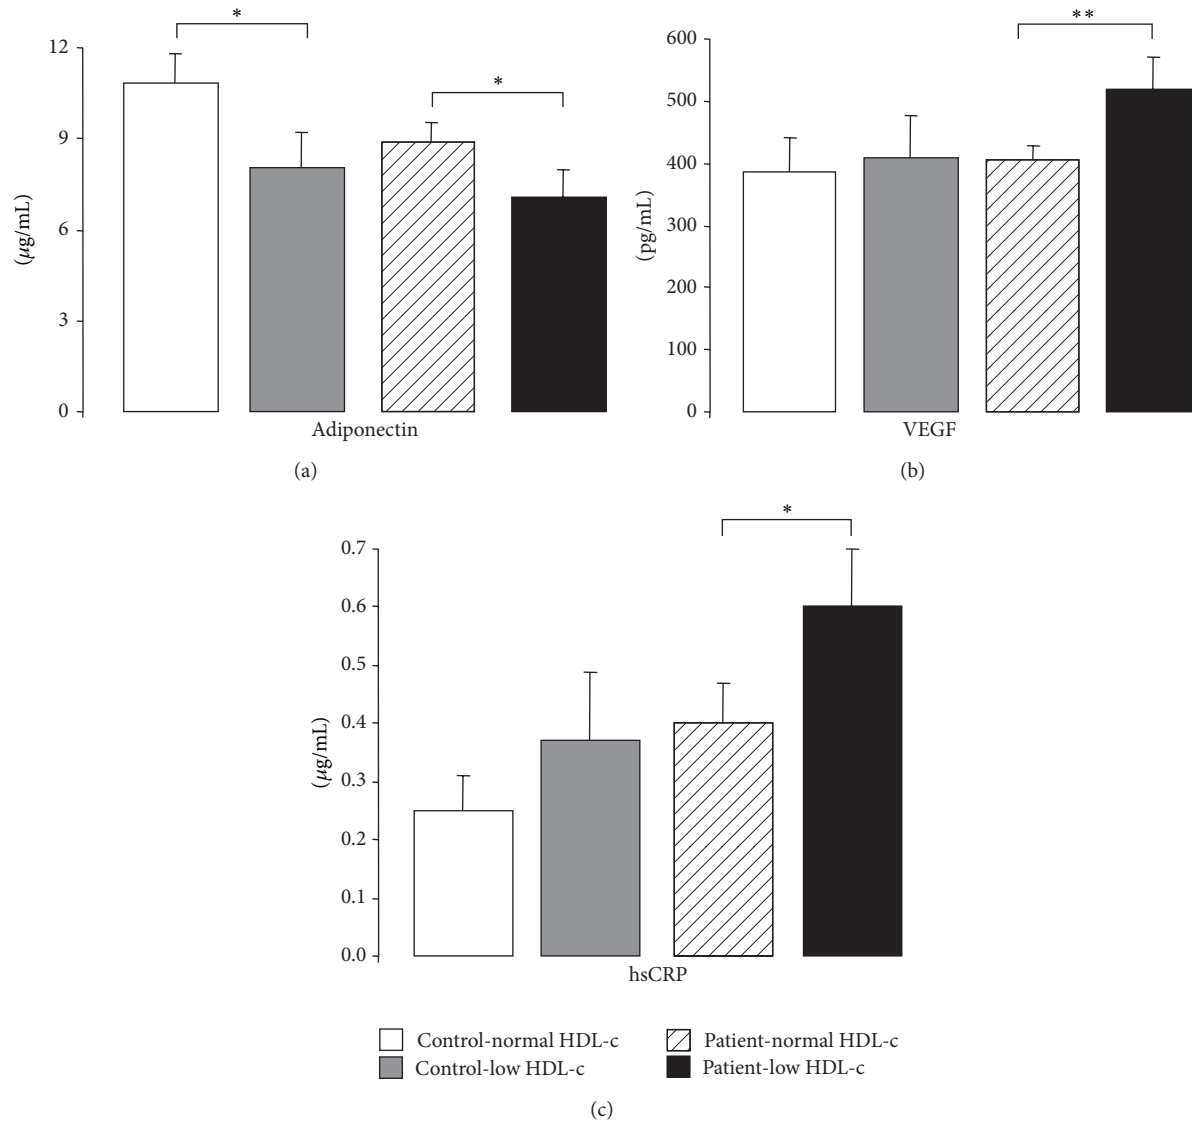 *
*
12
9
6
3
0
(μg/mL)
Adiponectin
(a)
**
600
500
400
300
200
100
0
(pg/mL)
VEGF
(b)
*
0.7
0.6
0.5
0.4
0.3
0.2
0.1
0.0
(μg/mL)
hsCRP
Control-normal HDL-c
Patient-normal HDL-c
Control-low HDL-c
Patient-low HDL-c
(c)